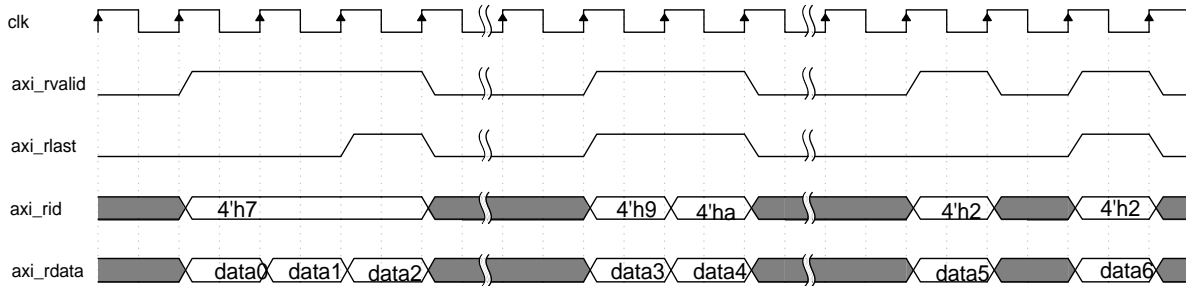 clk
axi_rvalid
axi_rlast
axi_rid 4'h7 4'h9 4'ha 4'h2 4'h2
axi_rdata data0 data1 data2 data3 data4 data5 data6